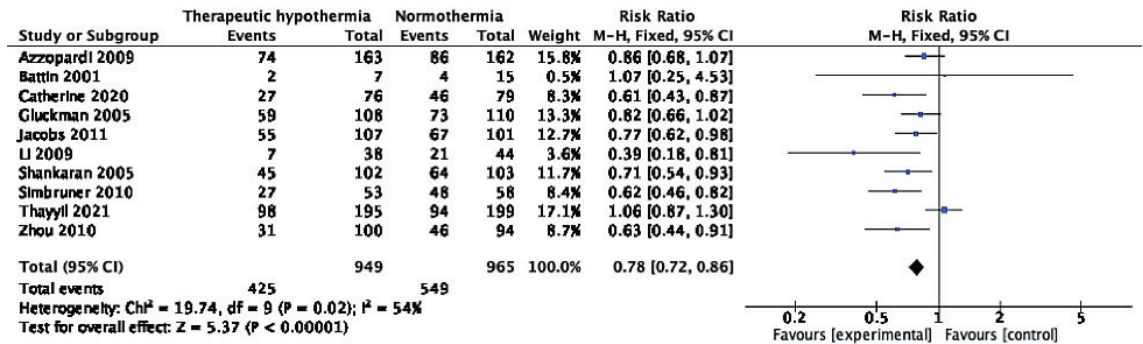 Therapeutic hypothermia Normothermia Risk Ratio Risk Ratio
Study or Subgroup Events Total Events Total Weight M-H, Fixed, 95% CI M-H, Fixed, 95% CI
Azzopardi 2009 74 163 86 162 15.8% 0.86 [0.68, 1.07]
Battin 2001 2 7 4 15 0.5% 1.07 [0.25, 4.53]
Catherine 2020 27 76 46 79 8.3% 0.61 [0.43, 0.87]
Gluckman 2005 59 108 73 110 13.3% 0.82 [0.66, 1.02]
Jacobs 2011 55 107 67 101 12.7% 0.77 [0.62, 0.98]
Li 2009 7 38 21 44 3.6% 0.39 [0.18, 0.81]
Shankaran 2005 45 102 64 103 11.7% 0.71 [0.54, 0.93]
Simbruner 2010 27 53 48 58 8.4% 0.62 [0.46, 0.82]
Thayyil 2021 98 195 94 199 17.1% 1.06 [0.87, 1.30]
Zhou 2010 31 100 46 94 8.7% 0.63 [0.44, 0.91]
Total (95% CI) 949 965 100.0% 0.78 [0.72, 0.86]
Total events 425 549
Heterogeneity: Chi² = 19.74, df = 9 (P = 0.02); I² = 54%
Test for overall effect: Z = 5.37 (P < 0.00001)
0.2 0.5 1 2 5
Favours [experimental] Favours [control]